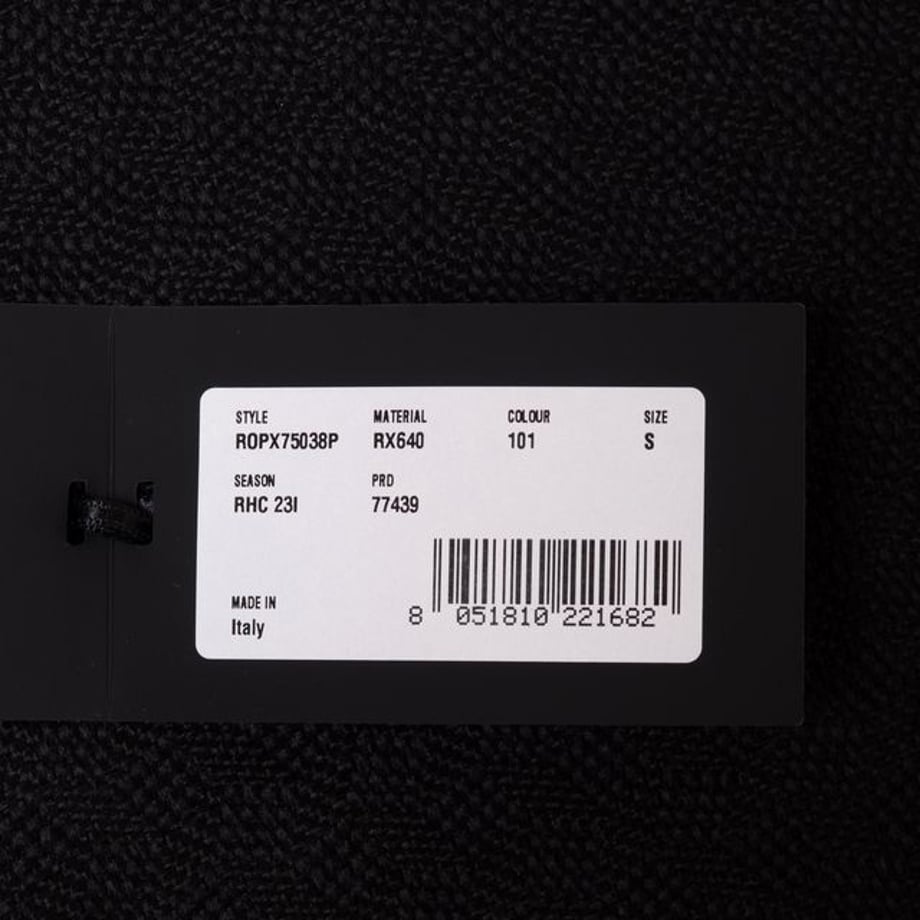 STYLE MATERIAL COLOUR SIZE
ROPX75038P RX640 101 S
SEASON PRD
RHC 23I 77439
MADE IN
Italy
8 051810 221682